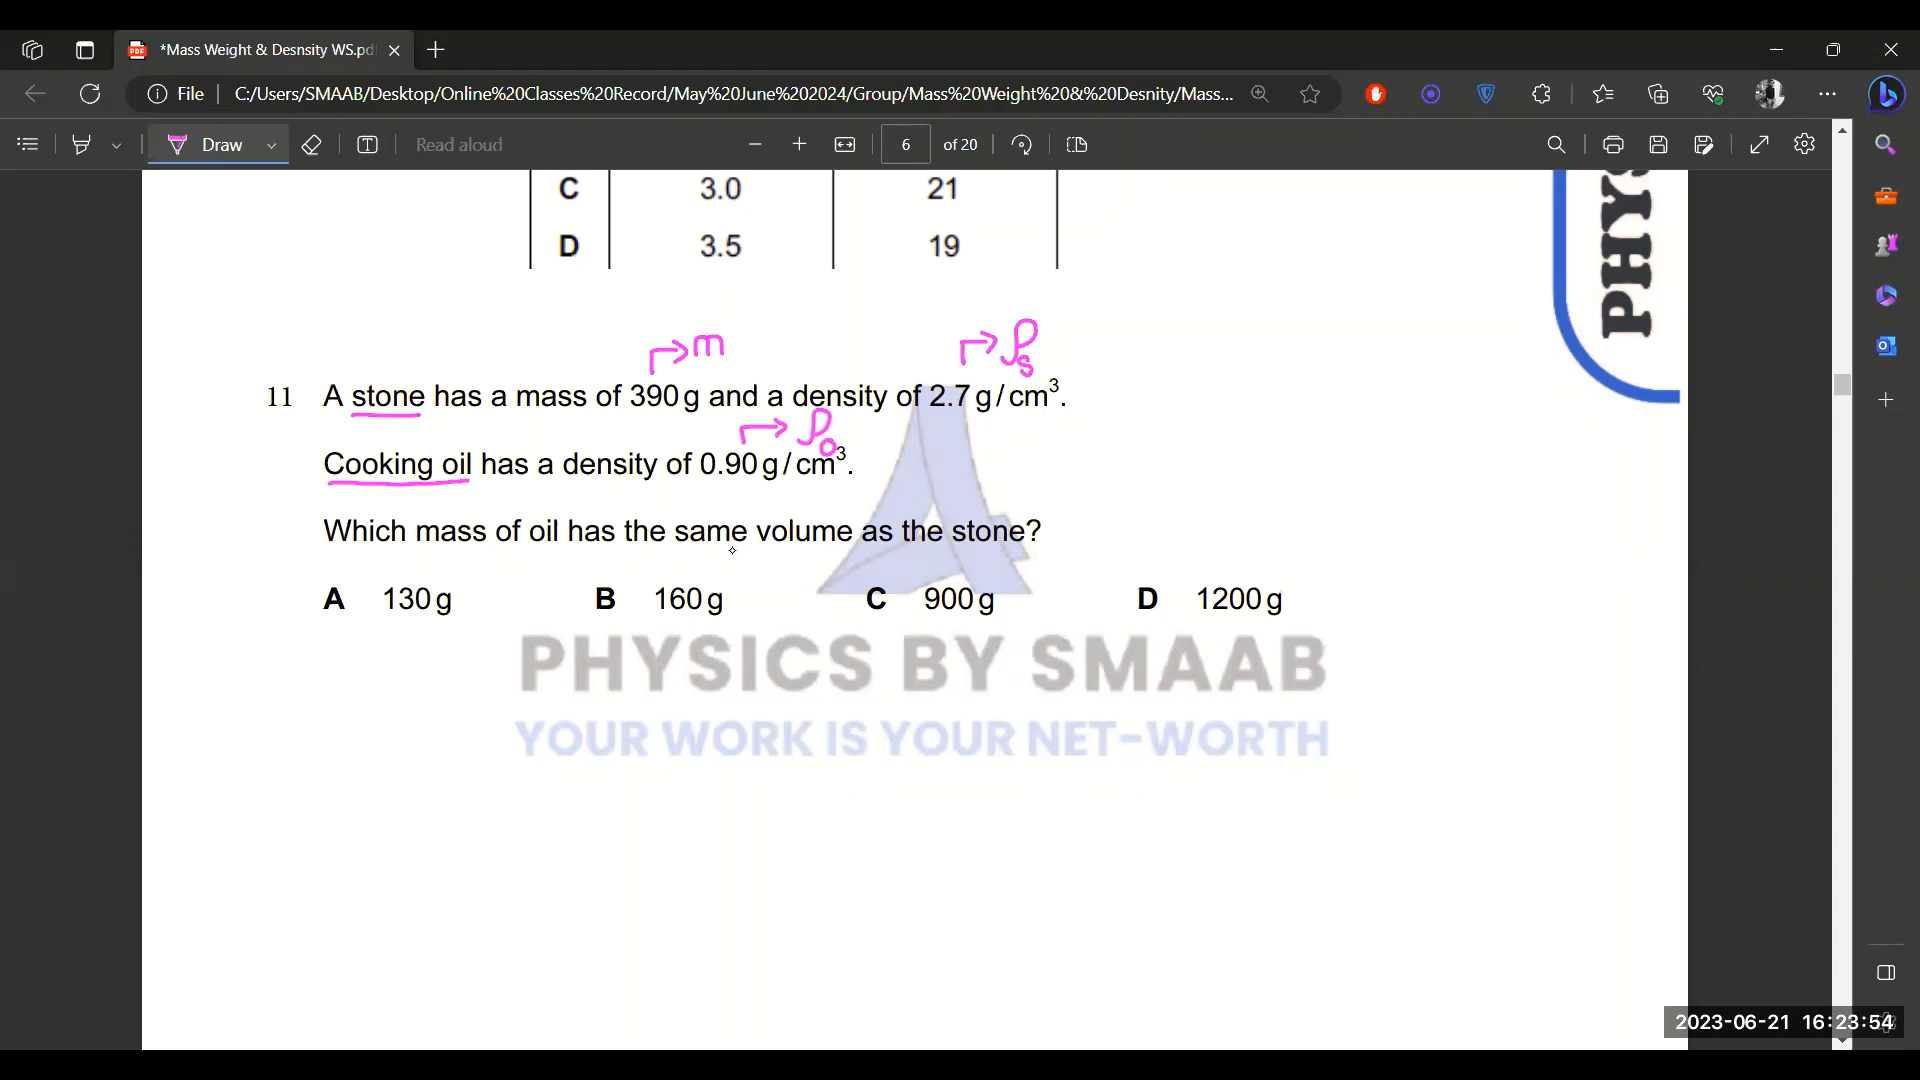 *Mass Weight & Desnsity WS.pd
File
C:/Users/SMAAB/Desktop/Online%20Classes%20Record/May%20June%202024/Group/Mass%20Weight%20&%20Desnity/Mass...
Draw
Read aloud
6 of 20
C 3.0 21
D 3.5 19
PHYS
m ρs
11 A stone has a mass of 390 g and a density of 2.7 g/cm³.
ρo
Cooking oil has a density of 0.90 g/cm³.
Which mass of oil has the same volume as the stone?
A 130 g B 160 g C 900 g D 1200 g
PHYSICS BY SMAAB
YOUR WORK IS YOUR NET-WORTH
2023-06-21 16:23:54